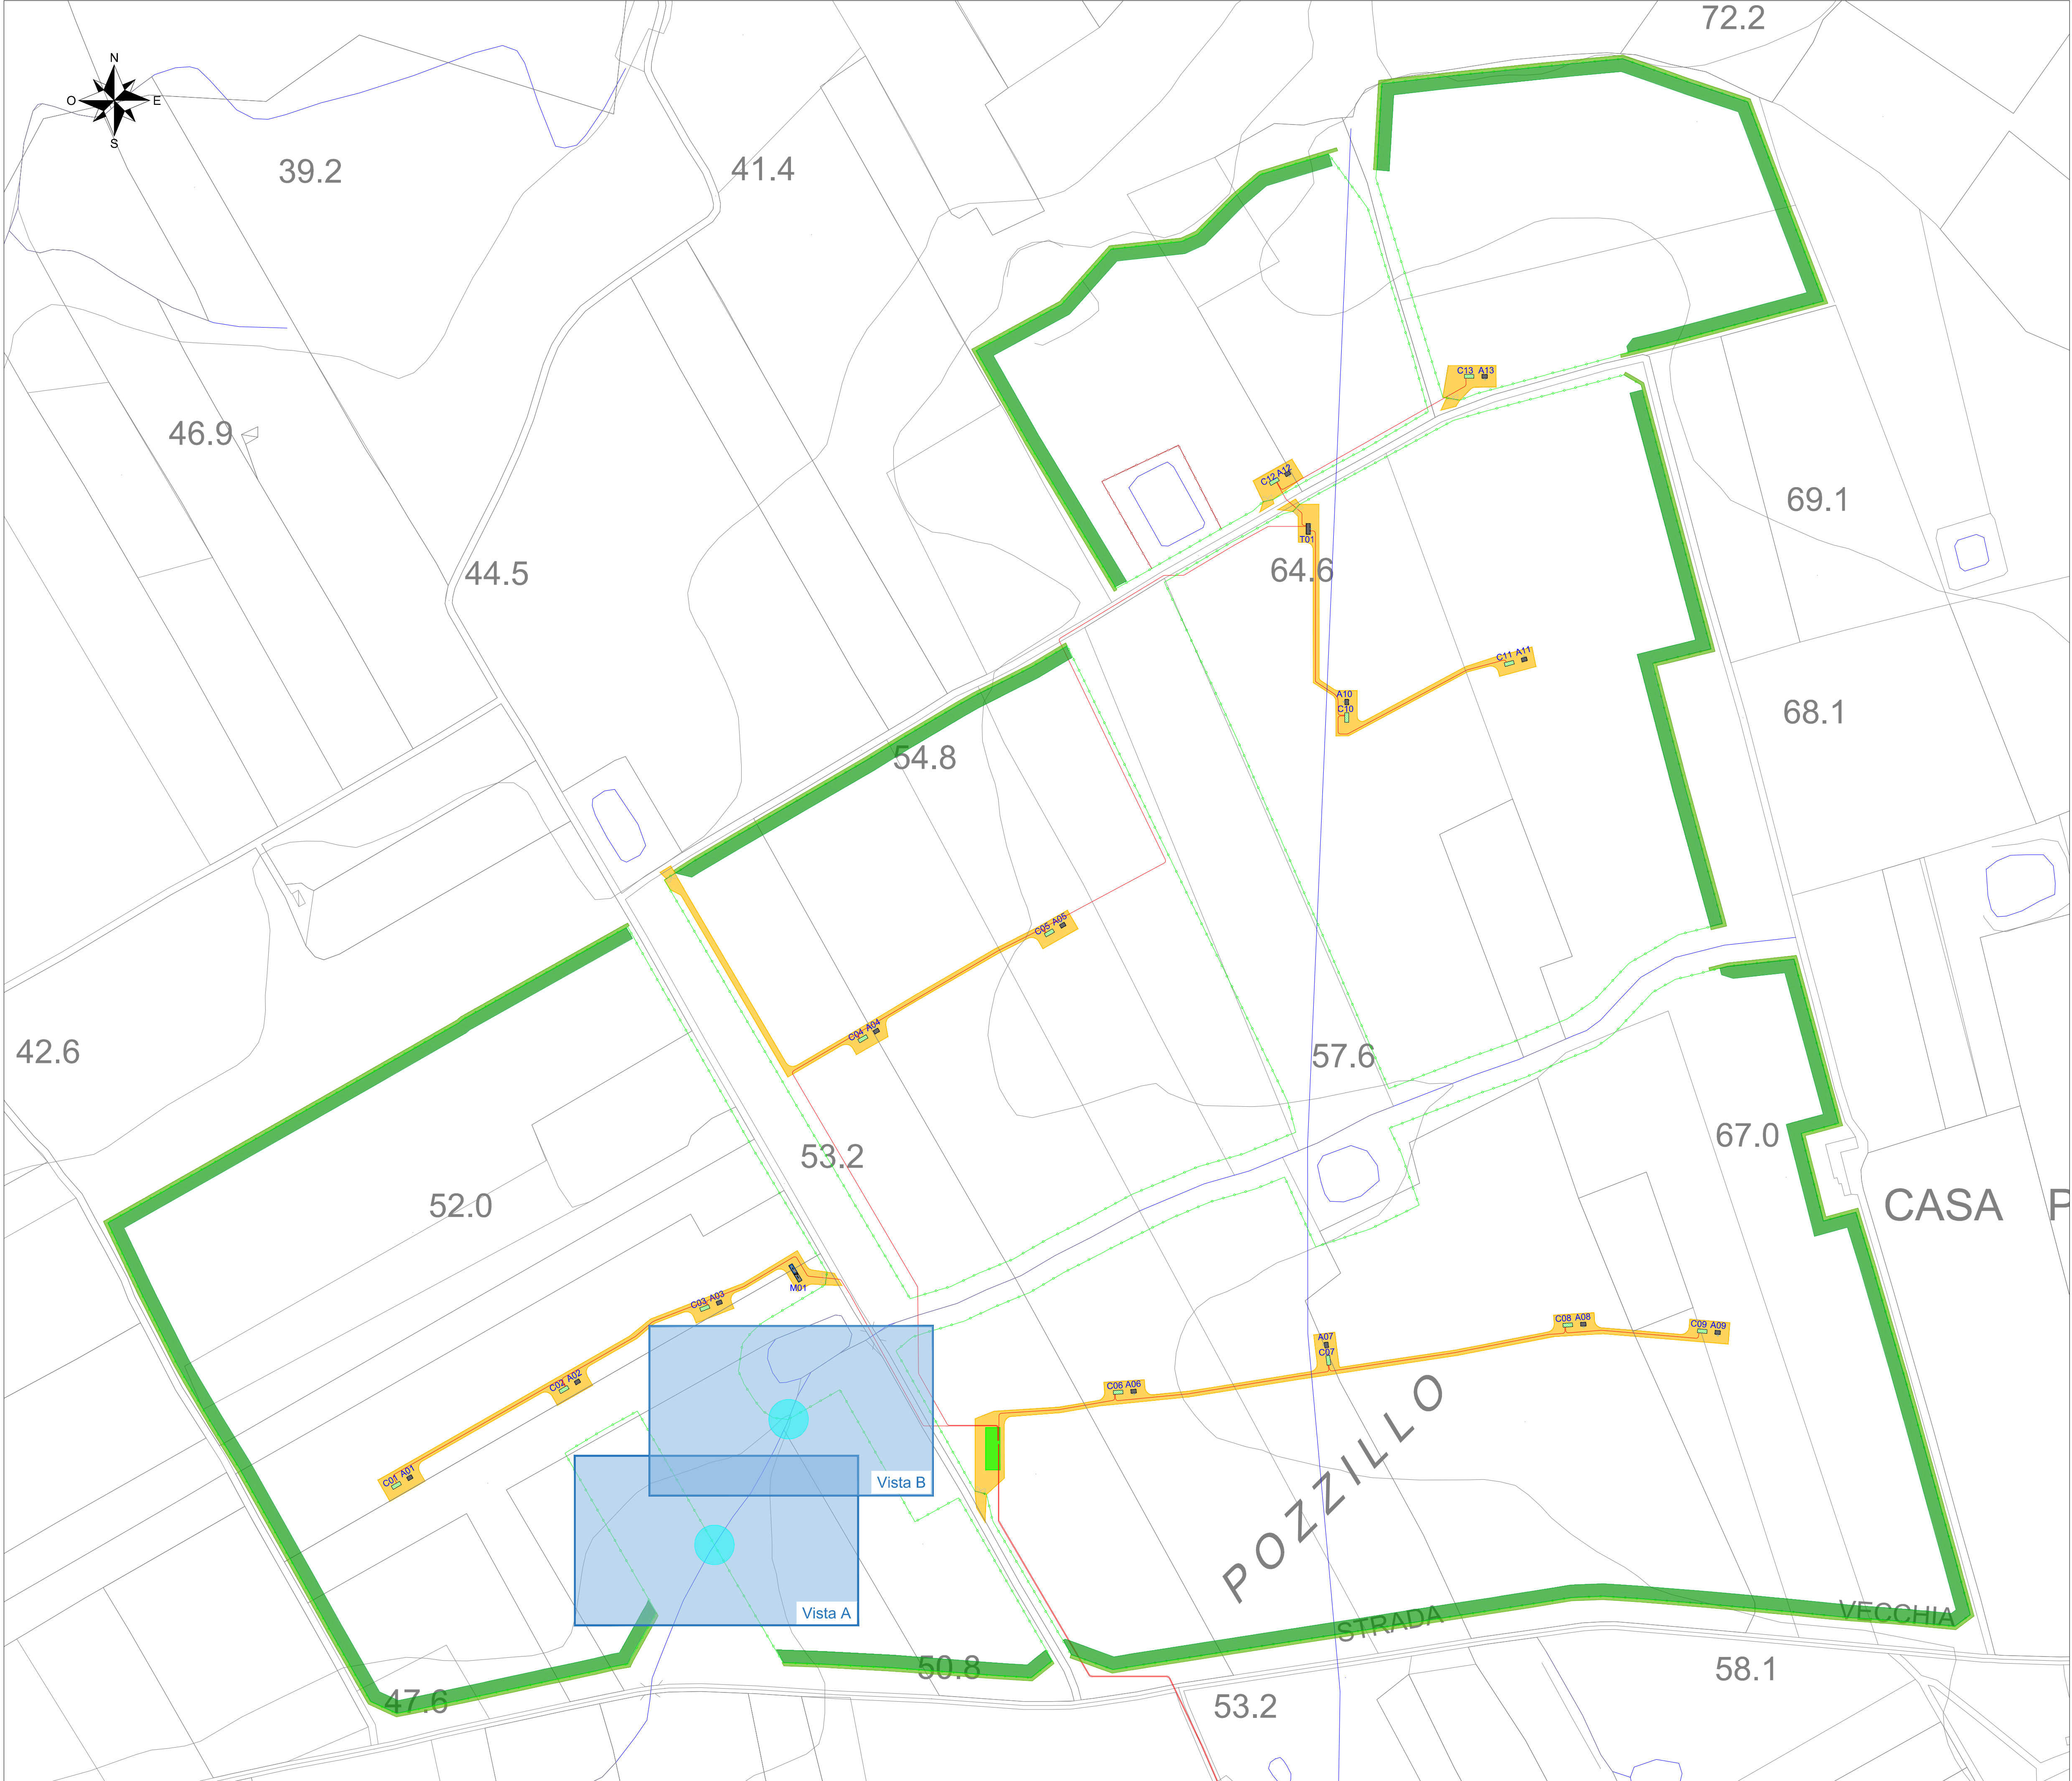 72.2
N
O E
S
39.2
41.4
C13 A13
46.9
C12 A12
69.1
T01
44.5
64.6
C11 A11
A10
C10
68.1
54.8
C05 A05
C04 A04
42.6
57.6
67.0
53.2
52.0
CASA P
M01
C03 A03
C08 A08
C09 A09
A07
C07
C02 A02
C06 A06
C01 A01
Vista B
POZZILLO
Vista A
STRADA VECCHIA
50.8
58.1
47.6
53.2